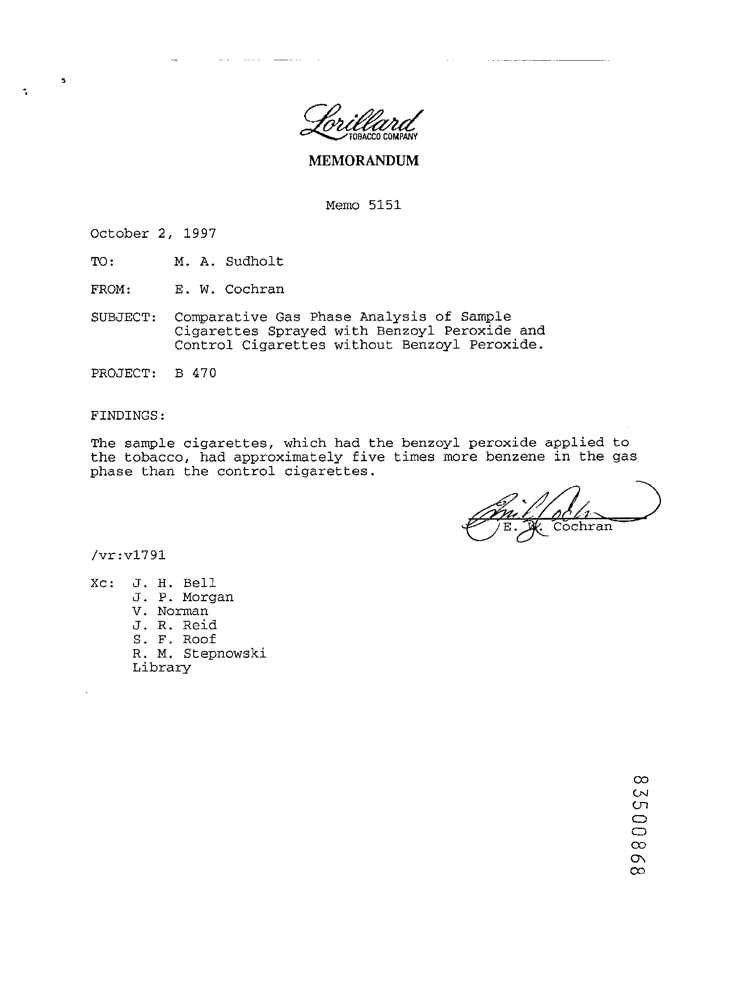 Lorillard
TOBACCO COMPANY
MEMORANDUM
Memo 5151
October 2, 1997
TO: M. A. Sudholt
FROM: E. W. Cochran
SUBJECT: Comparative Gas Phase Analysis of Sample
Cigarettes Sprayed with Benzoyl Peroxide and
Control Cigarettes without Benzoyl Peroxide.
PROJECT: B 470
FINDINGS:
The sample cigarettes, which had the benzoyl peroxide applied to
the tobacco, had approximately five times more benzene in the gas
phase than the control cigarettes.
E. W. Cochran
/vr:v1791
Xc: J. H. Bell
J. P. Morgan
V. Norman
J. R. Reid
S. F. Roof
R. M. Stepnowski
Library
83500868